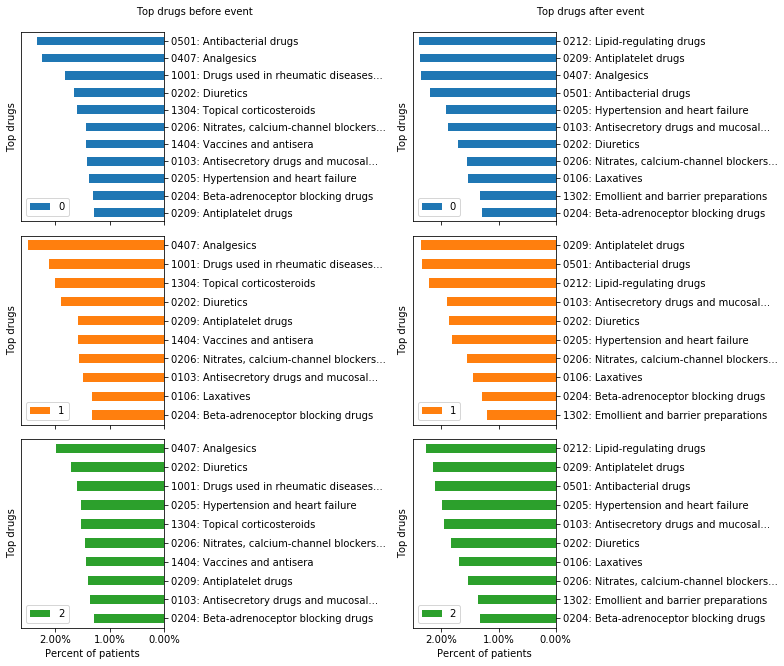 Top drugs before event
0501: Antibacterial drugs
0407: Analgesics
1001: Drugs used in rheumatic diseases...
0202: Diuretics
1304: Topical corticosteroids
0206: Nitrates, calcium-channel blockers...
1404: Vaccines and antisera
0103: Antisecretory drugs and mucosal...
0205: Hypertension and heart failure
0204: Beta-adrenoceptor blocking drugs
0209: Antiplatelet drugs
Top drugs
0
Top drugs after event
0212: Lipid-regulating drugs
0209: Antiplatelet drugs
0407: Analgesics
0501: Antibacterial drugs
0205: Hypertension and heart failure
0103: Antisecretory drugs and mucosal...
0202: Diuretics
0206: Nitrates, calcium-channel blockers...
0106: Laxatives
1302: Emollient and barrier preparations
0204: Beta-adrenoceptor blocking drugs
Top drugs
0
0407: Analgesics
1001: Drugs used in rheumatic diseases...
1304: Topical corticosteroids
0202: Diuretics
0209: Antiplatelet drugs
1404: Vaccines and antisera
0206: Nitrates, calcium-channel blockers...
0103: Antisecretory drugs and mucosal...
0106: Laxatives
0204: Beta-adrenoceptor blocking drugs
Top drugs
1
0209: Antiplatelet drugs
0501: Antibacterial drugs
0212: Lipid-regulating drugs
0103: Antisecretory drugs and mucosal...
0202: Diuretics
0205: Hypertension and heart failure
0206: Nitrates, calcium-channel blockers...
0106: Laxatives
0204: Beta-adrenoceptor blocking drugs
1302: Emollient and barrier preparations
Top drugs
1
0407: Analgesics
0202: Diuretics
1001: Drugs used in rheumatic diseases...
0205: Hypertension and heart failure
1304: Topical corticosteroids
0206: Nitrates, calcium-channel blockers...
1404: Vaccines and antisera
0209: Antiplatelet drugs
0103: Antisecretory drugs and mucosal...
0204: Beta-adrenoceptor blocking drugs
Top drugs
2
2.00% 1.00% 0.00%
Percent of patients
0212: Lipid-regulating drugs
0209: Antiplatelet drugs
0501: Antibacterial drugs
0205: Hypertension and heart failure
0103: Antisecretory drugs and mucosal...
0202: Diuretics
0106: Laxatives
0206: Nitrates, calcium-channel blockers...
1302: Emollient and barrier preparations
0204: Beta-adrenoceptor blocking drugs
Top drugs
2
2.00% 1.00% 0.00%
Percent of patients